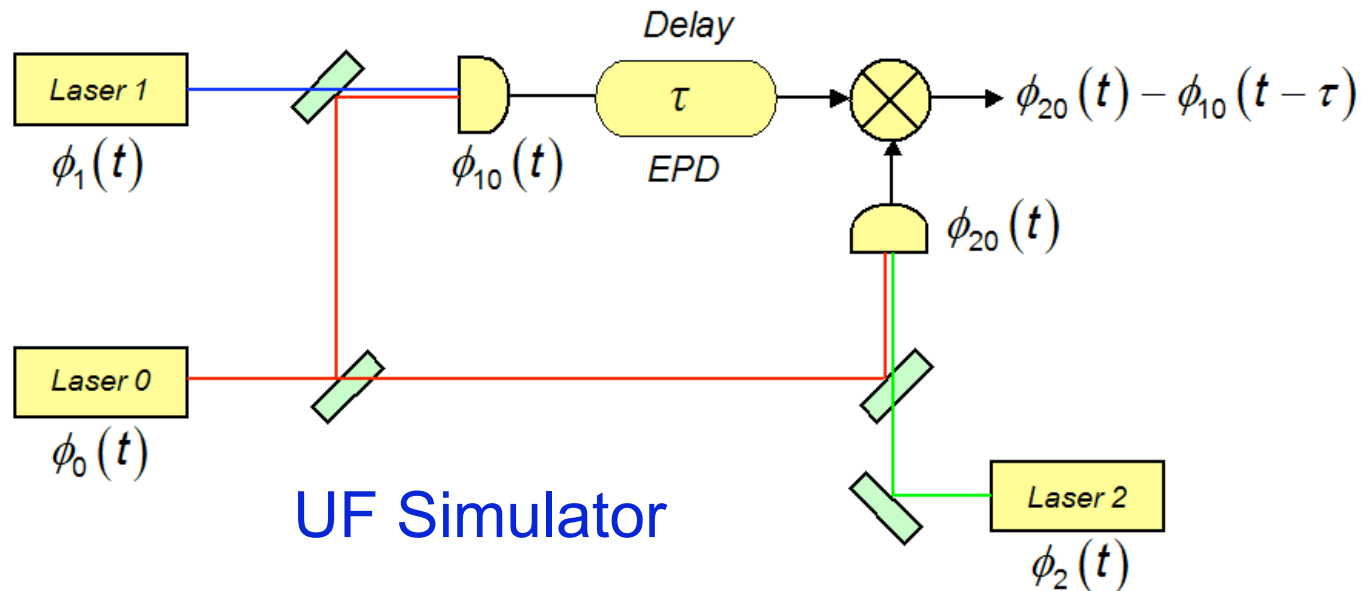 Delay
Laser 1
τ
ϕ₂₀(t) − ϕ₁₀(t − τ)
ϕ₁(t)
ϕ₁₀(t)
EPD
ϕ₂₀(t)
Laser 0
ϕ₀(t)
UF Simulator
Laser 2
ϕ₂(t)